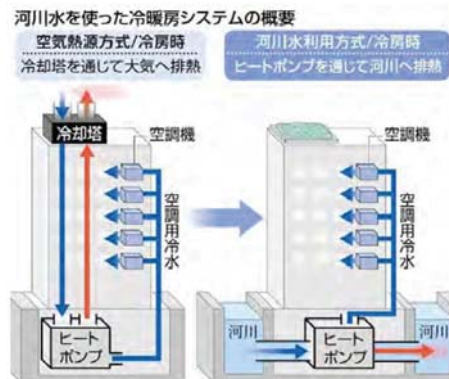 河川水を使った冷暖房システムの概要
空気熱源方式/冷房時
冷却塔を通じて大気へ排熱
河川水利用方式/冷房時
ヒートポンプを通じて河川へ排熱
冷却塔
空調機
空調用冷水
ヒート
ポンプ
空調機
空調用冷水
河川
ヒート
ポンプ
河川